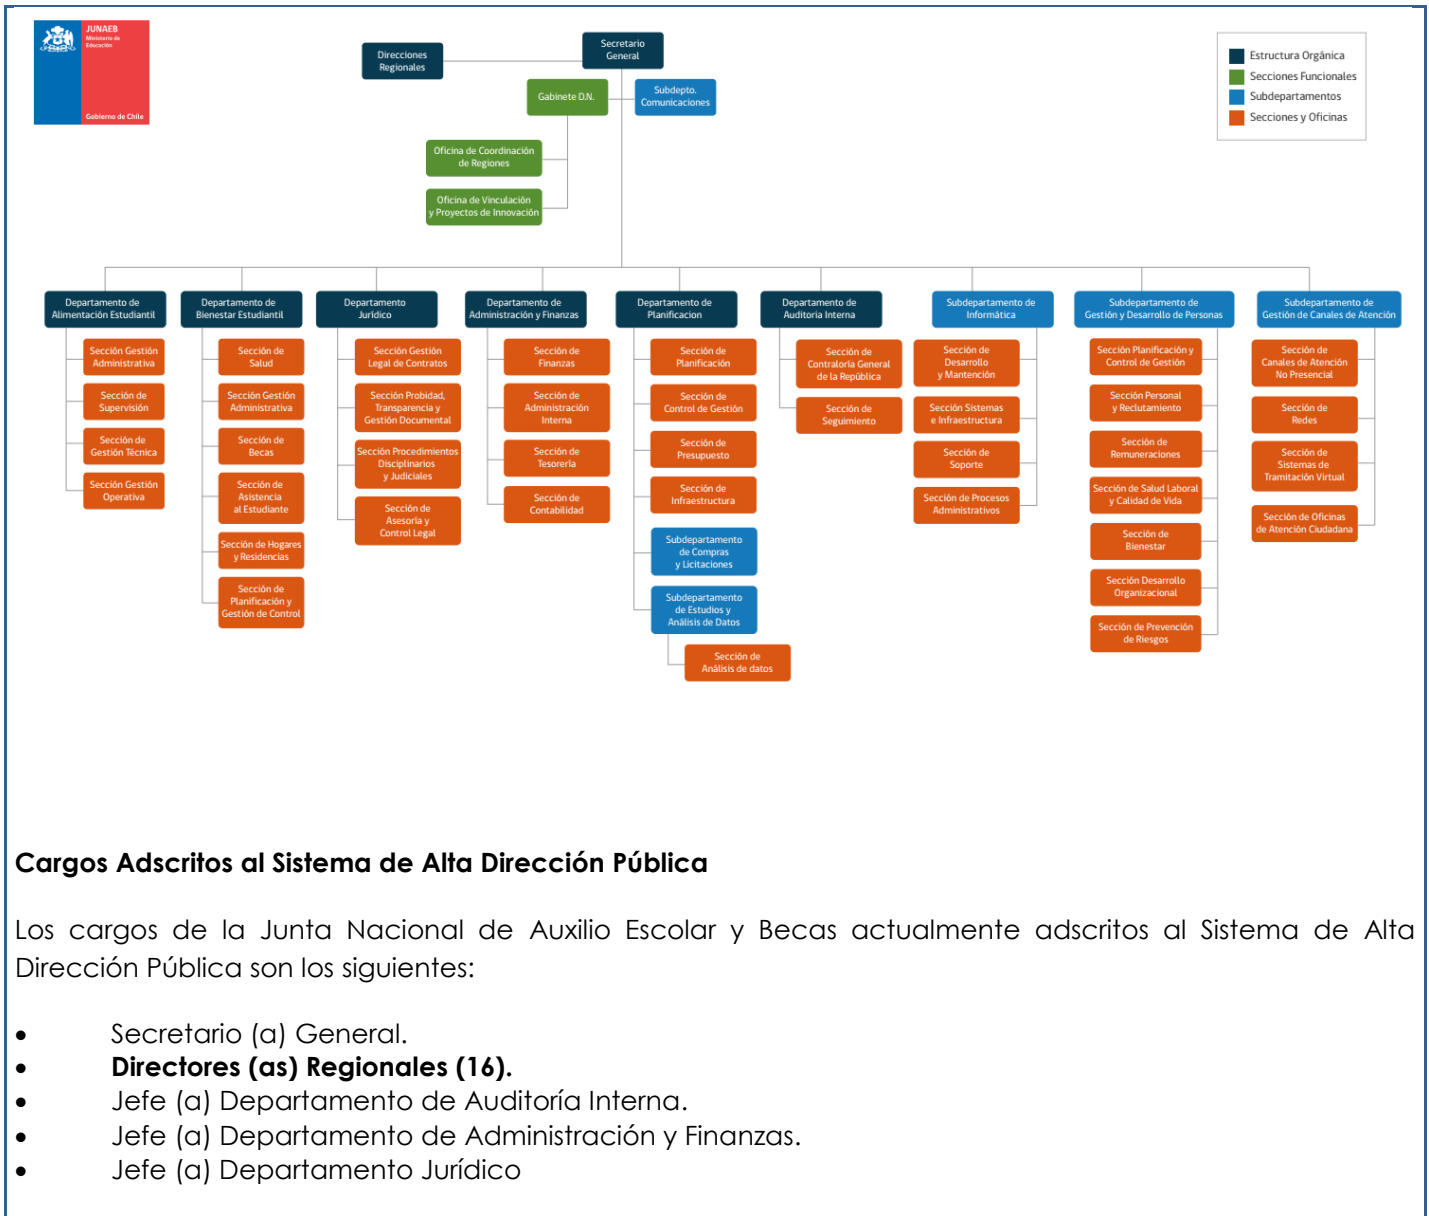 JUNAEB
Ministerio de
Educación
Gobierno de Chile
Direcciones
Regionales
Secretario
General
Gabinete D.N.
Subdepto.
Comunicaciones
Oficina de Coordinación
de Regiones
Oficina de Vinculación
y Proyectos de Innovación
Estructura Orgánica
Secciones Funcionales
Subdepartamentos
Secciones y Oficinas
Departamento de
Alimentación Estudiantil
Sección Gestión
Administrativa
Sección de
Supervisión
Sección de
Gestión Técnica
Sección Gestión
Operativa
Departamento de
Bienestar Estudiantil
Sección de
Salud
Sección Gestión
Administrativa
Sección de
Becas
Sección de
Asistencia
al Estudiante
Sección de Hogares
y Residencias
Sección de
Planificación y
Gestión de Control
Departamento
Jurídico
Sección Gestión
Legal de Contratos
Sección Probidad,
Transparencia y
Gestión Documental
Sección Procedimientos
Disciplinarios
y Judiciales
Sección de
Asesoría y
Control Legal
Departamento de
Administración y Finanzas
Sección de
Finanzas
Sección de
Administración
Interna
Sección de
Tesorería
Sección de
Contabilidad
Departamento de
Planificacion
Sección de
Planificación
Sección de
Control de Gestión
Sección de
Presupuesto
Sección de
Infraestructura
Subdepartamento
de Compras
y Licitaciones
Subdepartamento
de Estudios y
Análisis de Datos
Sección de
Análisis de datos
Departamento de
Auditoria Interna
Sección de
Contraloría General
de la República
Sección de
Seguimiento
Subdepartamento de
Informática
Sección de
Desarrollo
y Mantención
Sección Sistemas
e Infraestructura
Sección de
Soporte
Sección de Procesos
Administrativos
Subdepartamento de
Gestión y Desarrollo de Personas
Sección Planificación y
Control de Gestión
Sección Personal
y Reclutamiento
Sección de
Remuneraciones
Sección de Salud Laboral
y Calidad de Vida
Sección de
Bienestar
Sección Desarrollo
Organizacional
Sección de Prevención
de Riesgos
Subdepartamento de
Gestión de Canales de Atención
Sección de
Canales de Atención
No Presencial
Sección de
Redes
Sección de
Sistemas de
Tramitación Virtual
Sección de Oficinas
de Atención Ciudadana
Cargos Adscritos al Sistema de Alta Dirección Pública
Los cargos de la Junta Nacional de Auxilio Escolar y Becas actualmente adscritos al Sistema de Alta
Dirección Pública son los siguientes:
• Secretario (a) General.
• Directores (as) Regionales (16).
• Jefe (a) Departamento de Auditoría Interna.
• Jefe (a) Departamento de Administración y Finanzas.
• Jefe (a) Departamento Jurídico